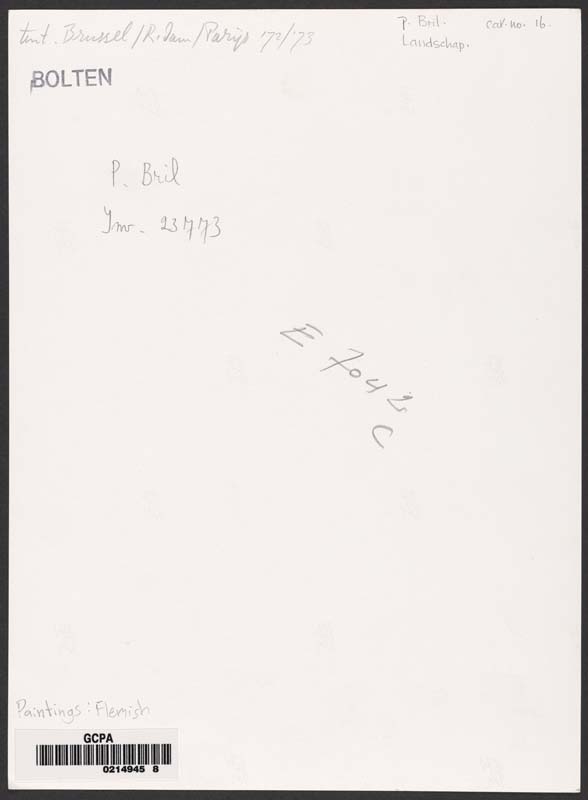 tent. Brussel/R.dam/Parijs '72/'73
P. Bril. cat. no. 16.
Landschap.
BOLTEN
P. Bril
Inv. 23773
E 7042
C
Paintings: Flemish
GCPA
0214945 8